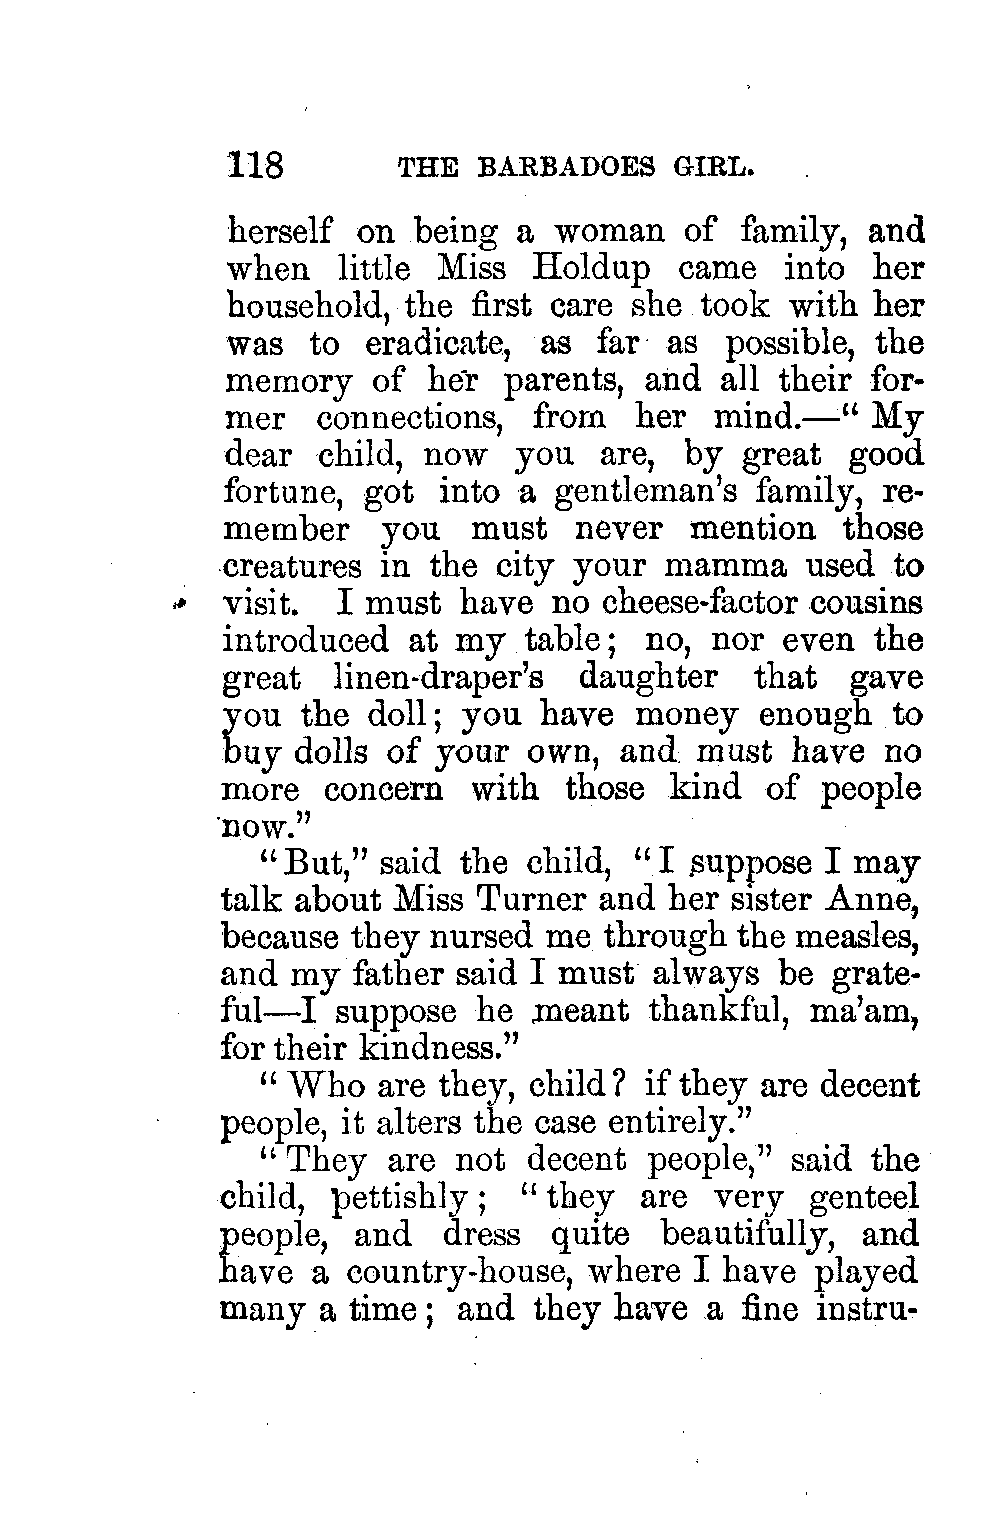 118 THE BARBADOES GIRL.
herself on being a woman of family, and
when little Miss Holdup came into her
household, the first care she took with her
was to eradicate, as far as possible, the
memory of her parents, and all their for-
mer connections, from her mind.—“ My
dear child, now you are, by great good
fortune, got into a gentleman’s family, re-
member you must never mention those
creatures in the city your mamma used to
visit. I must have no cheese-factor cousins
introduced at my table; no, nor even the
great linen-draper’s daughter that gave
you the doll; you have money enough to
buy dolls of your own, and must have no
more concern with those kind of people
now.”
“But,” said the child, “I suppose I may
talk about Miss Turner and her sister Anne,
because they nursed me through the measles,
and my father said I must always be grate-
ful—I suppose he meant thankful, ma’am,
for their kindness.”
“ Who are they, child? if they are decent
people, it alters the case entirely.”
“They are not decent people,” said the
child, pettishly; “they are very genteel
people, and dress quite beautifully, and
have a country-house, where I have played
many a time; and they have a fine instru-